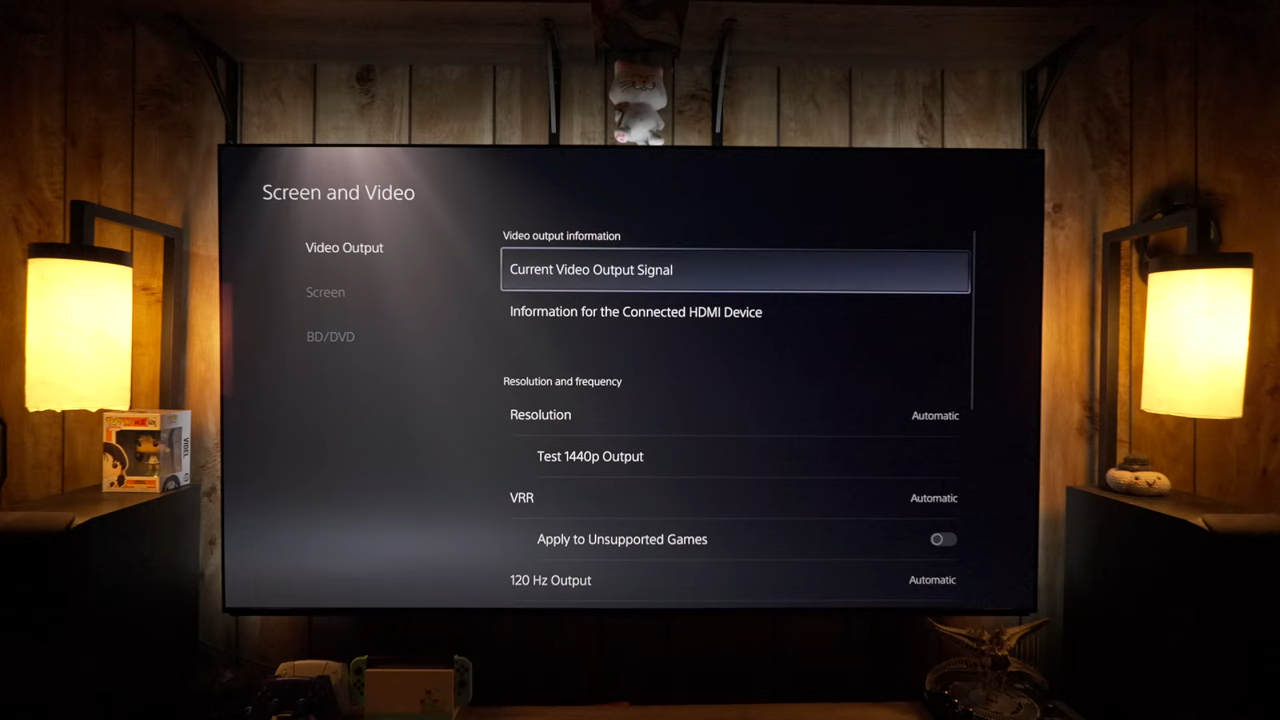 Screen and Video
Video Output
Screen
BD/DVD
Video output information
Current Video Output Signal
Information for the Connected HDMI Device
Resolution and frequency
Resolution Automatic
Test 1440p Output
VRR Automatic
Apply to Unsupported Games
120 Hz Output Automatic
VIDEL